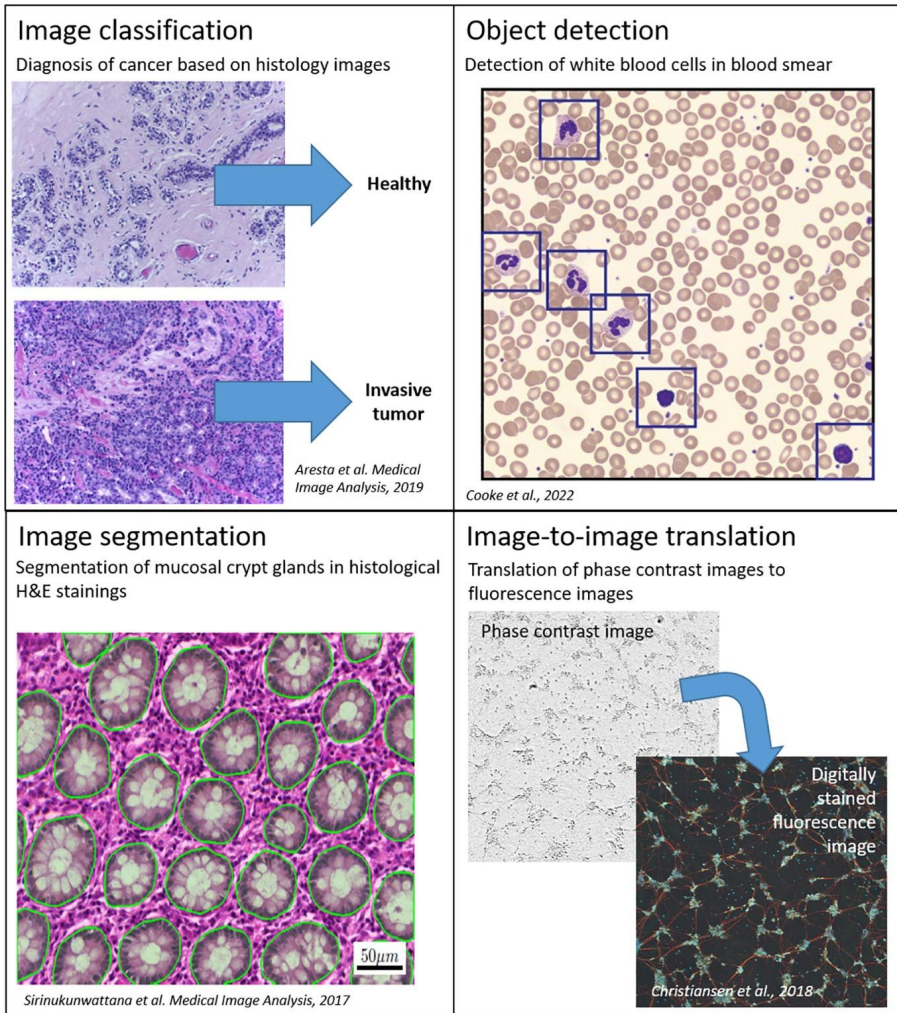 Image classification
Diagnosis of cancer based on histology images
Healthy
Invasive
tumor
Aresta et al. Medical
Image Analysis, 2019
Object detection
Detection of white blood cells in blood smear
Cooke et al., 2022
Image segmentation
Segmentation of mucosal crypt glands in histological
H&E stainings
50µm
Sirinukunwattana et al. Medical Image Analysis, 2017
Image-to-image translation
Translation of phase contrast images to
fluorescence images
Phase contrast image
Digitally
stained
fluorescence
image
Christiansen et al., 2018